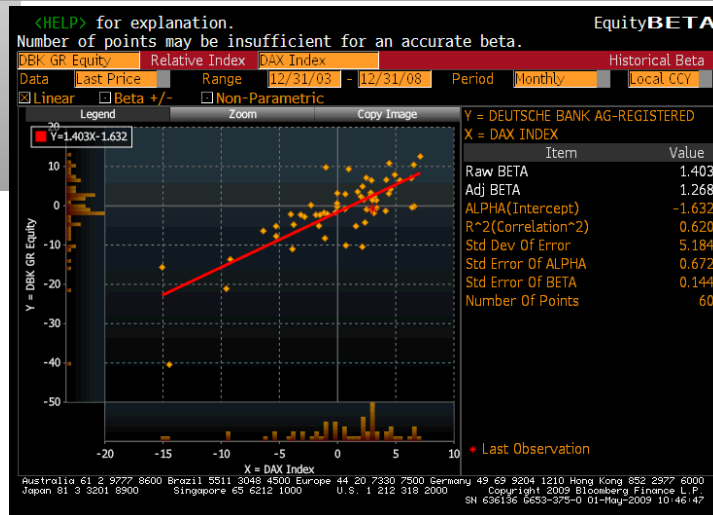 <HELP> for explanation. EquityBETA
Number of points may be insufficient for an accurate beta.
DBK GR Equity Relative Index DAX Index Historical Beta
Data Last Price Range 12/31/03 - 12/31/08 Period Monthly Local CCY
Linear Beta +/- Non-Parametric
Legend Zoom Copy Image
Y = DEUTSCHE BANK AG-REGISTERED
X = DAX INDEX
Item Value
Raw BETA 1.403
Adj BETA 1.268
ALPHA(Intercept) -1.632
R^2(Correlation^2) 0.620
Std Dev Of Error 5.184
Std Error Of ALPHA 0.672
Std Error Of BETA 0.144
Number Of Points 60
Last Observation
Y=1.403X-1.632
20
10
0
-10
-20
-30
-40
-50
Y = DBK GR Equity
-20 -15 -10 -5 0 5 10
X = DAX Index
Australia 61 2 9777 8600 Brazil 5511 3048 4500 Europe 44 20 7330 7500 Germany 49 69 9204 1210 Hong Kong 852 2977 6000
Japan 81 3 3201 8900 Singapore 65 6212 1000 U.S. 1 212 318 2000 Copyright 2009 Bloomberg Finance L.P.
SN 636136 G653-375-0 01-May-2009 10:46:47